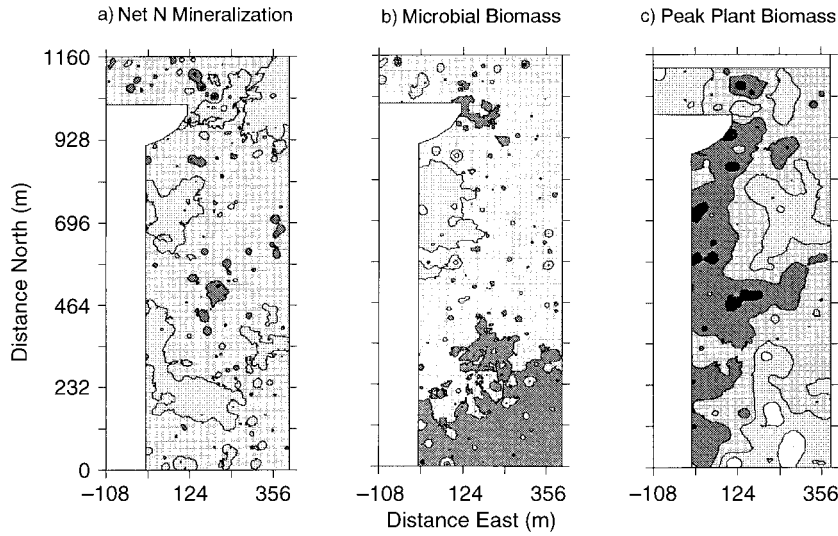 a) Net N Mineralization
b) Microbial Biomass
c) Peak Plant Biomass
1160
928
696
464
232
0
Distance North (m)
−108 124 356
−108 124 356
−108 124 356
Distance East (m)